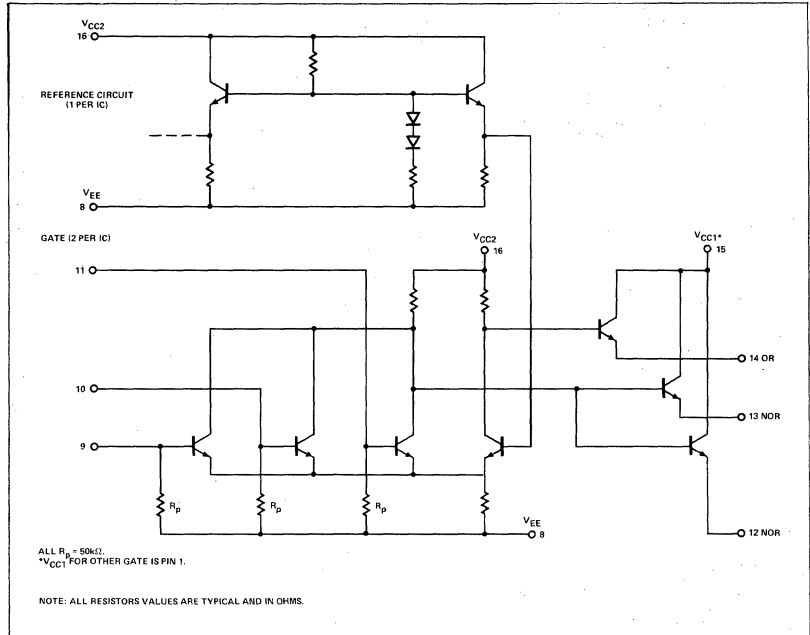 VCC2
16
REFERENCE CIRCUIT
(1 PER IC)
VEE
8
GATE (2 PER IC)
VCC2
16
VCC1*
15
11
14 OR
10
13 NOR
9
Rp
Rp
Rp
VEE
8
12 NOR
ALL Rp = 50kΩ.
*VCC1 FOR OTHER GATE IS PIN 1.
NOTE: ALL RESISTORS VALUES ARE TYPICAL AND IN OHMS.